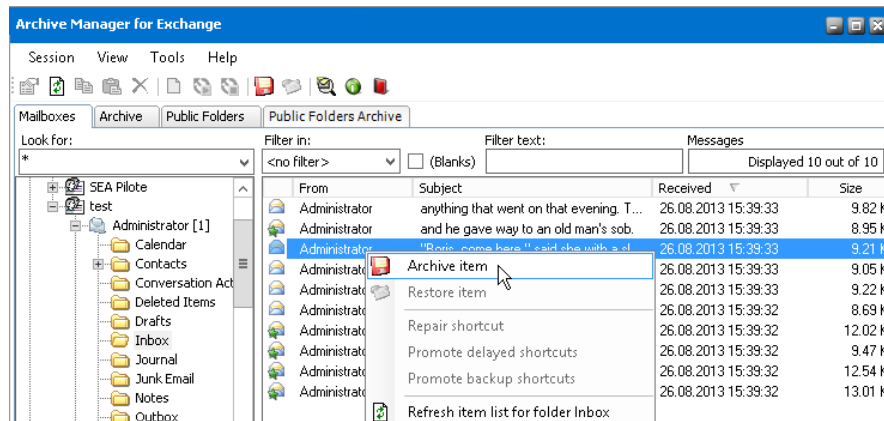 Archive Manager for Exchange
Session View Tools Help
Mailboxes Archive Public Folders Public Folders Archive
Look for: Filter in: Filter text: Messages
* <no filter> (Blanks) Displayed 10 out of 10
From Subject Received Size
SEA Pilote
test
Administrator [1]
Calendar
Contacts
Conversation Act
Deleted Items
Drafts
Inbox
Journal
Junk Email
Notes
Outbox
Administrator anything that went on that evening. T... 26.08.2013 15:39:33 9.82 K
Administrator and he gave way to an old man's sob. 26.08.2013 15:39:33 8.95 K
Administrator "Boris, come here," said she with a sl... 26.08.2013 15:39:33 9.21 K
Administrato 26.08.2013 15:39:33 9.05 K
Administrato 26.08.2013 15:39:33 9.22 K
Administrato 26.08.2013 15:39:32 8.69 K
Administrato 26.08.2013 15:39:32 12.02 K
Administrato 26.08.2013 15:39:32 9.47 K
Administrato 26.08.2013 15:39:32 12.54 K
Administrato 26.08.2013 15:39:32 13.01 K
Archive item
Restore item
Repair shortcut
Promote delayed shortcuts
Promote backup shortcuts
Refresh item list for folder Inbox